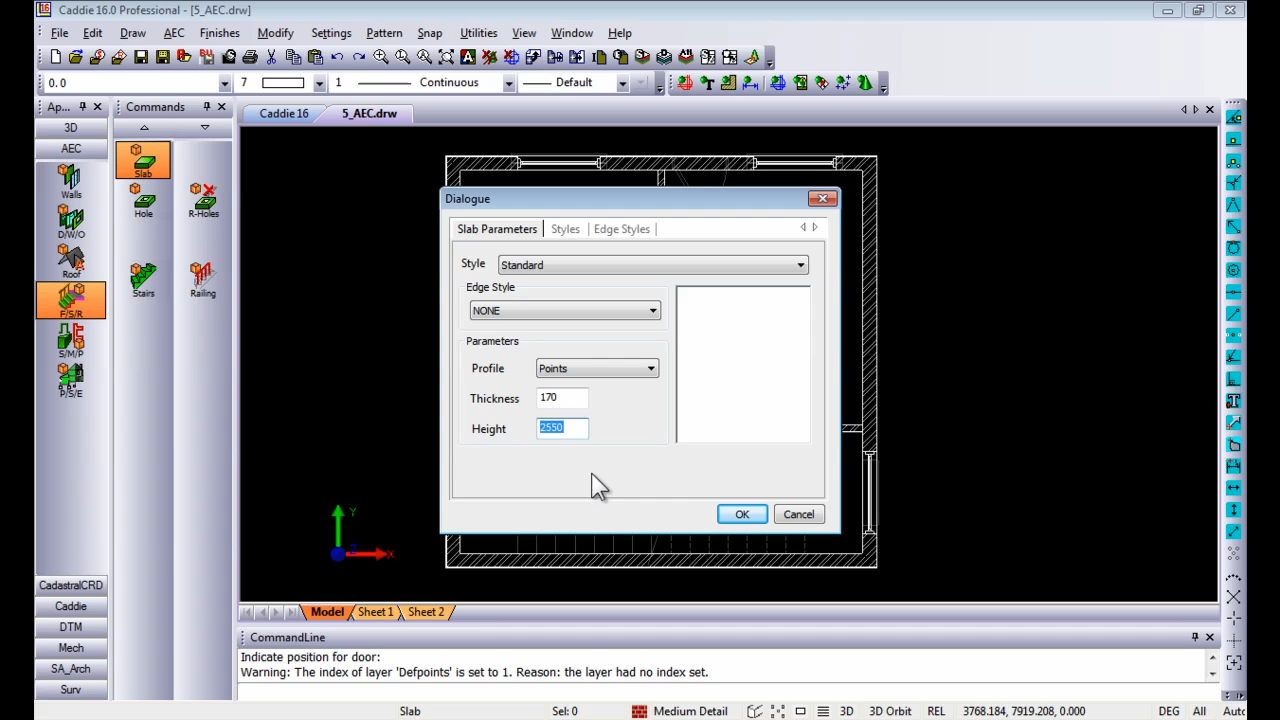 Caddie 16.0 Professional - [5_AEC.drw]
File Edit Draw AEC Finishes Modify Settings Pattern Snap Utilities View Window Help
0.0 7 1 Continuous Default
Ap... Commands Caddie 16 5_AEC.drw
3D
AEC
Slab
Walls
Hole R-Holes
D/W/O
Roof
Stairs Railing
F/S/R
S/M/P
P/S/E
Dialogue
Slab Parameters Styles Edge Styles
Style Standard
Edge Style
NONE
Parameters
Profile Points
Thickness 170
Height 2550
OK Cancel
Y
Z X
CadastralCRD
Caddie
DTM
Mech
SA_Arch
Surv
Model Sheet 1 Sheet 2
CommandLine
Indicate position for door:
Warning: The index of layer 'Defpoints' is set to 1. Reason: the layer had no index set.
Slab Sel: 0 Medium Detail 3D 3D Orbit REL 3768.184, 7919.208, 0.000 DEG All Auto